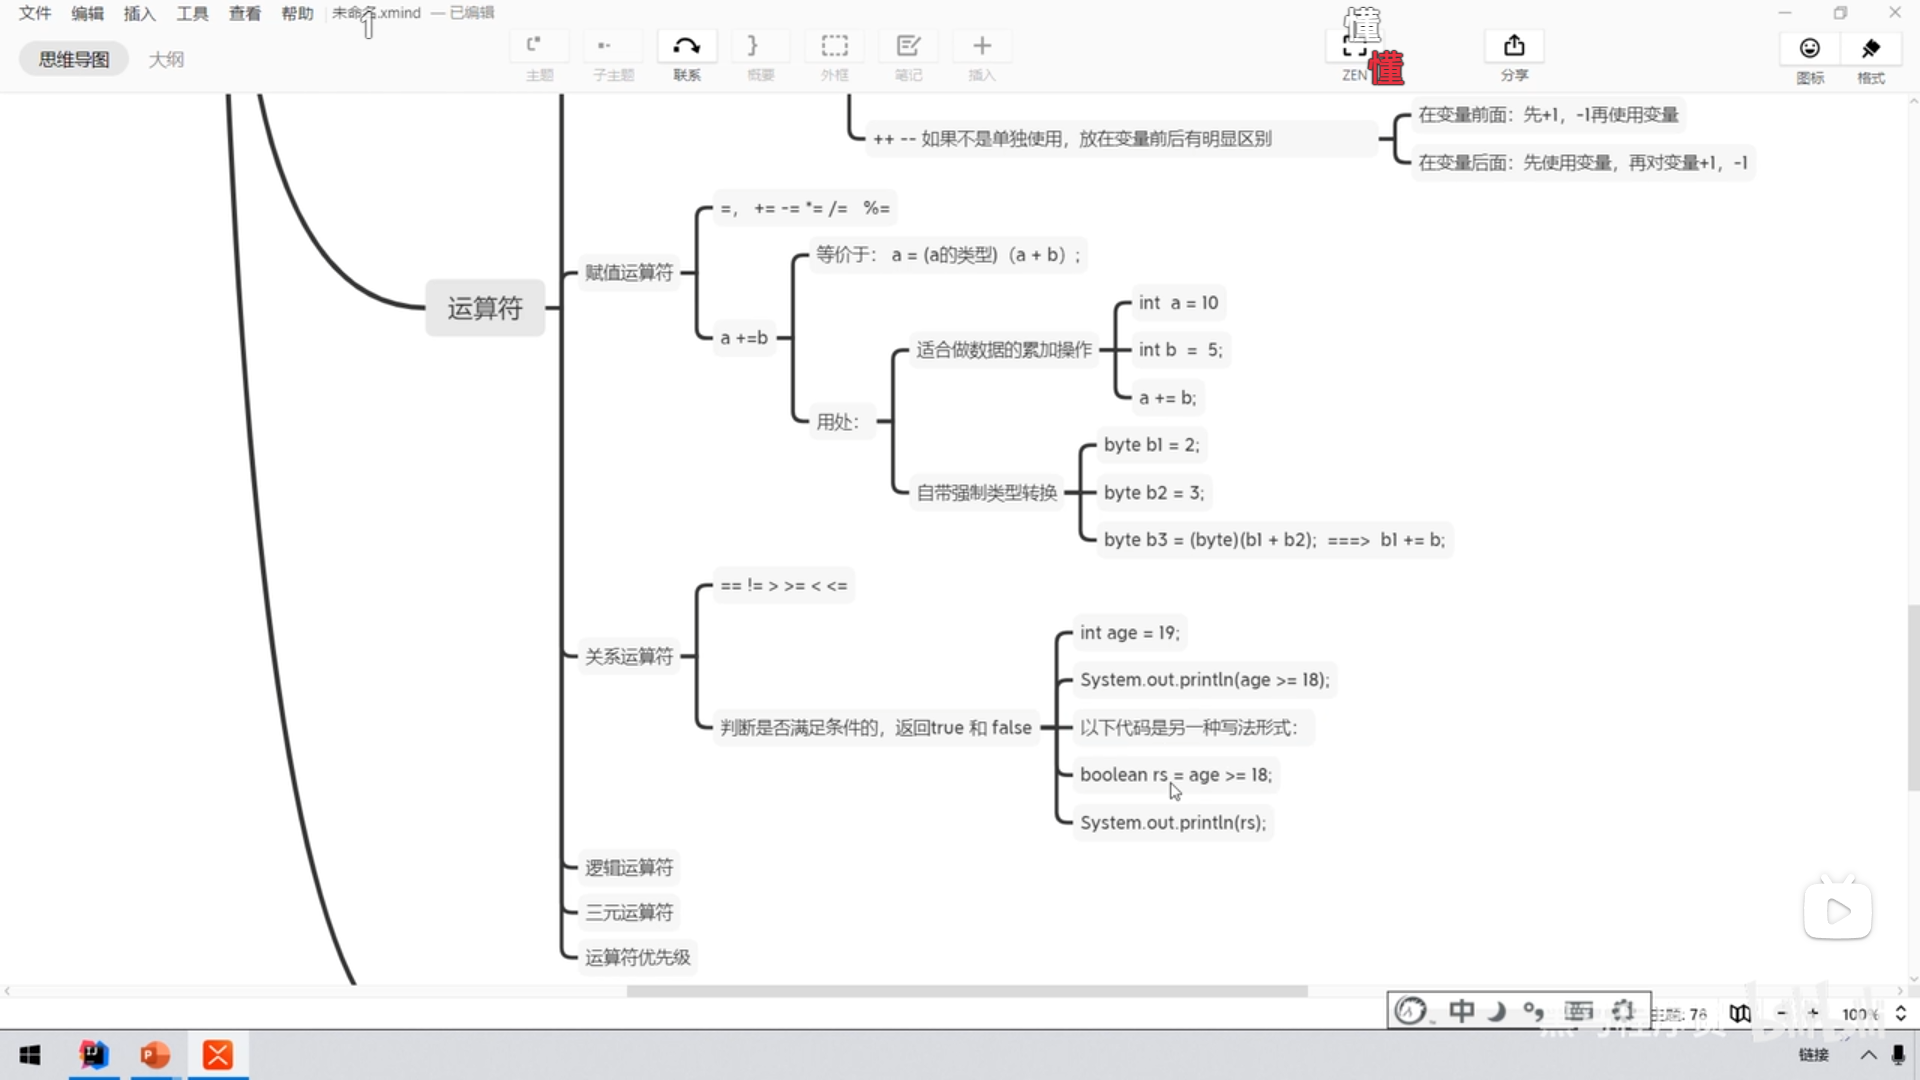 文件 编辑 插入 工具 查看 帮助 未命名.xmind — 已编辑
1
懂
懂
思维导图 大纲
主题 子主题 联系 概要 外框 笔记 插入 ZEN 分享 图标 格式
++ -- 如果不是单独使用，放在变量前后有明显区别
在变量前面：先+1，-1再使用变量
在变量后面：先使用变量，再对变量+1，-1
运算符
赋值运算符
=， += -= *= /= %=
a +=b
等价于： a = (a的类型)（a + b）;
用处：
适合做数据的累加操作
int a = 10
int b = 5;
a += b;
自带强制类型转换
byte b1 = 2;
byte b2 = 3;
byte b3 = (byte)(b1 + b2); ===> b1 += b;
关系运算符
== != > >= < <=
判断是否满足条件的，返回true 和 false
int age = 19;
System.out.println(age >= 18);
以下代码是另一种写法形式：
boolean rs = age >= 18;
System.out.println(rs);
逻辑运算符
三元运算符
运算符优先级
中
主题: 76
100%
链接